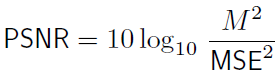 PSNR = 10 log₁₀ M² / MSE²